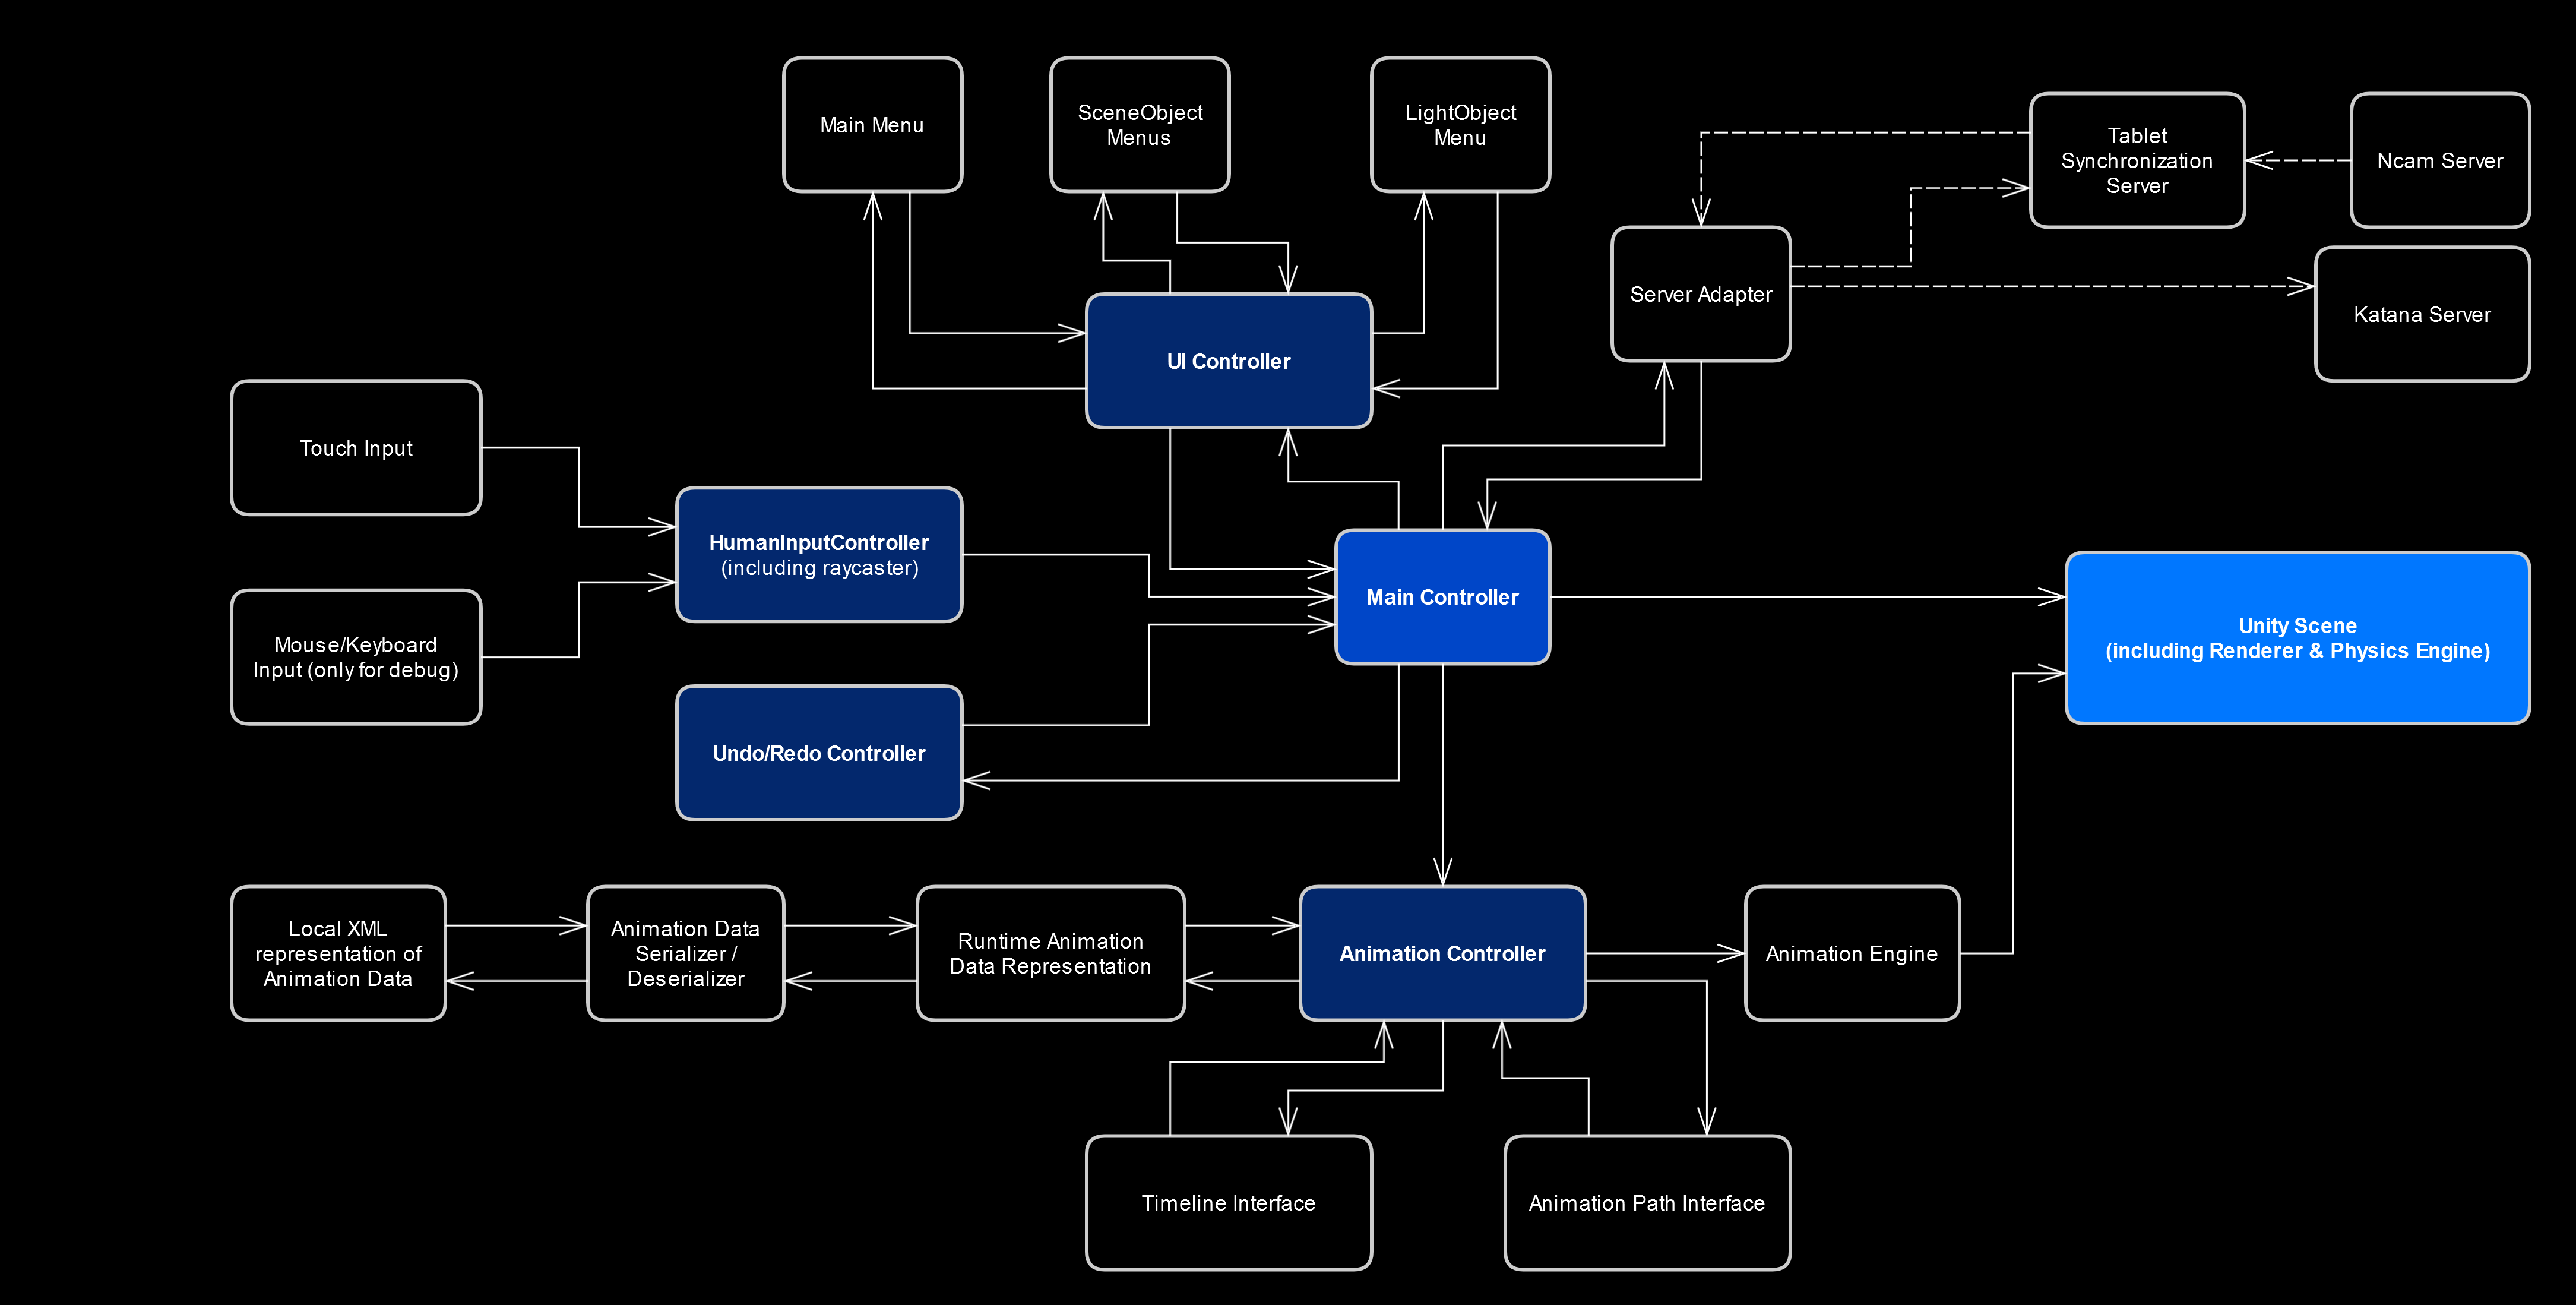 Main Menu
SceneObject
Menus
LightObject
Menu
Tablet
Synchronization
Server
Ncam Server
Server Adapter
Katana Server
UI Controller
Touch Input
HumanInputController
(including raycaster)
Main Controller
Unity Scene
(including Renderer & Physics Engine)
Mouse/Keyboard
Input (only for debug)
Undo/Redo Controller
Local XML
representation of
Animation Data
Animation Data
Serializer /
Deserializer
Runtime Animation
Data Representation
Animation Controller
Animation Engine
Timeline Interface
Animation Path Interface